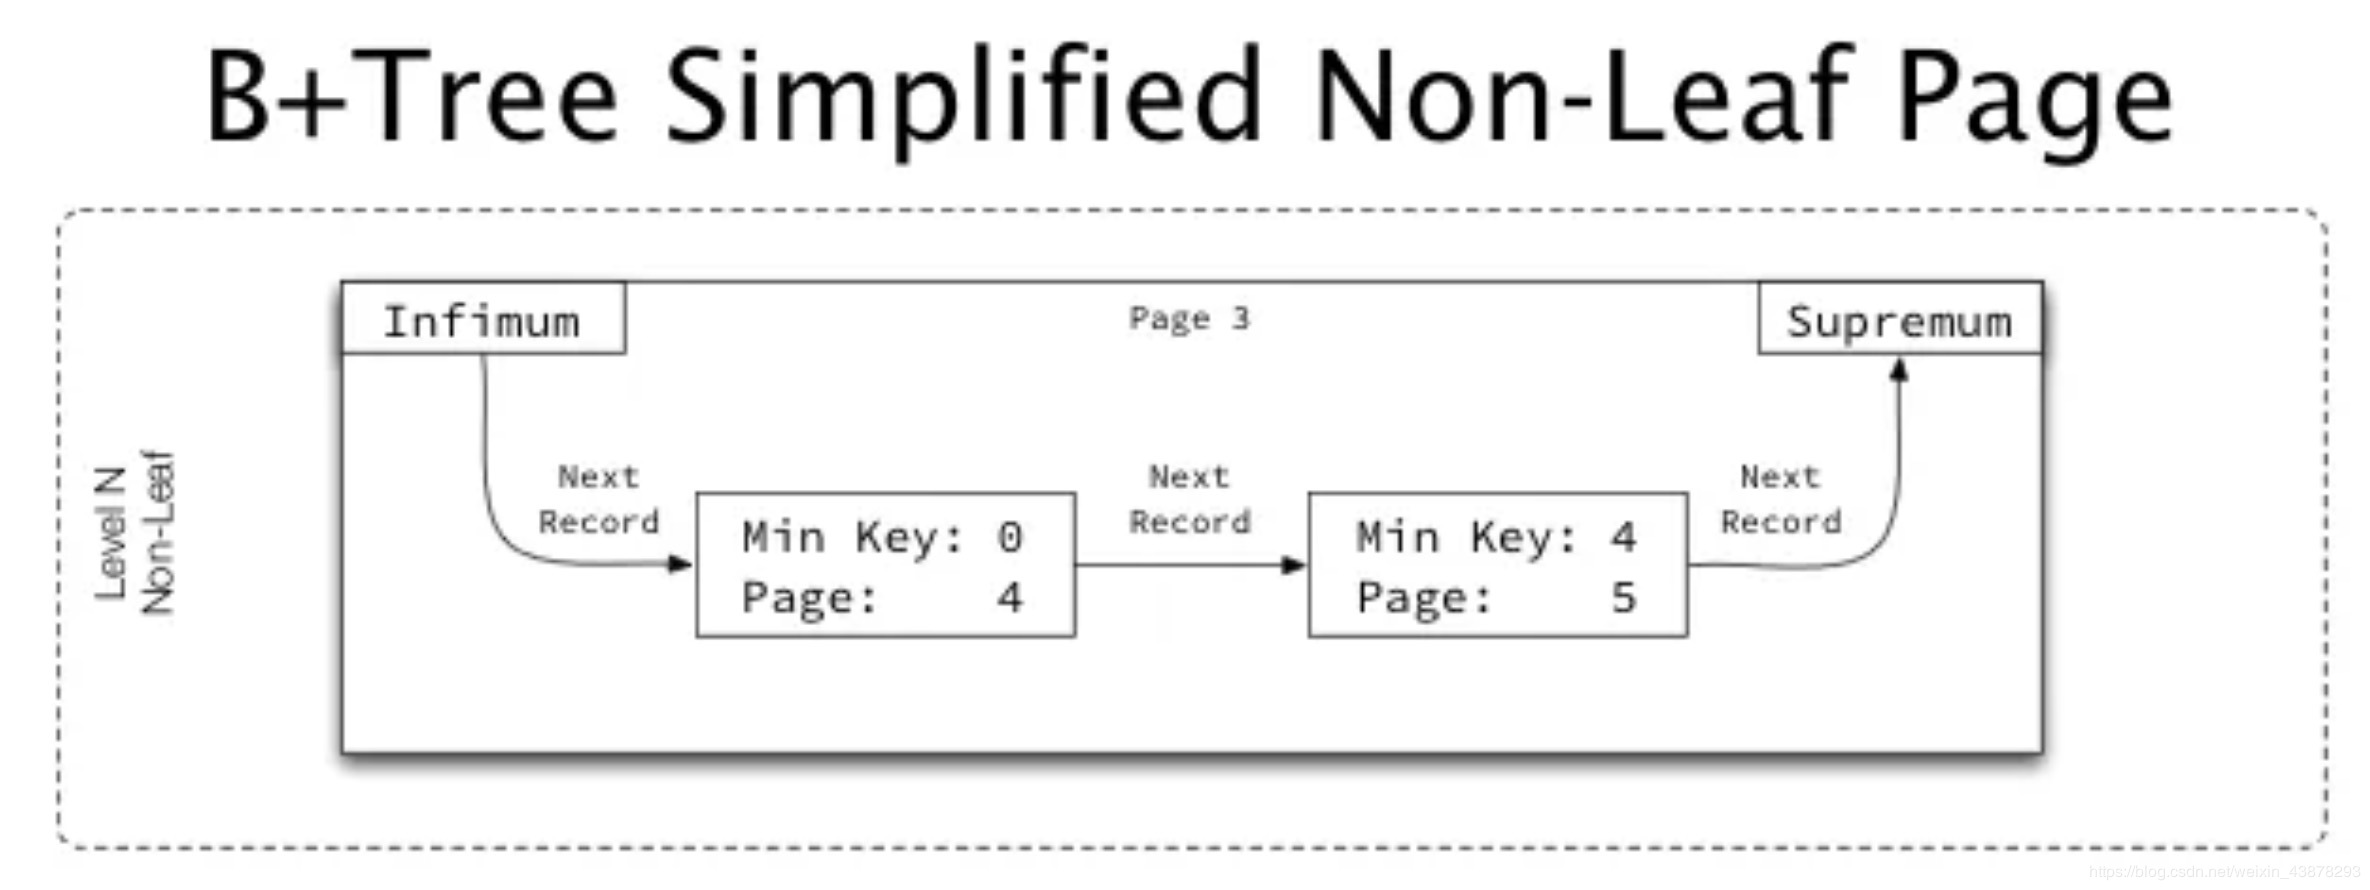 B+Tree Simplified Non-Leaf Page
Level N
Non-Leaf
Infimum
Page 3
Supremum
Next
Record
Min Key: 0
Page: 4
Next
Record
Min Key: 4
Page: 5
Next
Record
https://blog.csdn.net/weixin_43878293